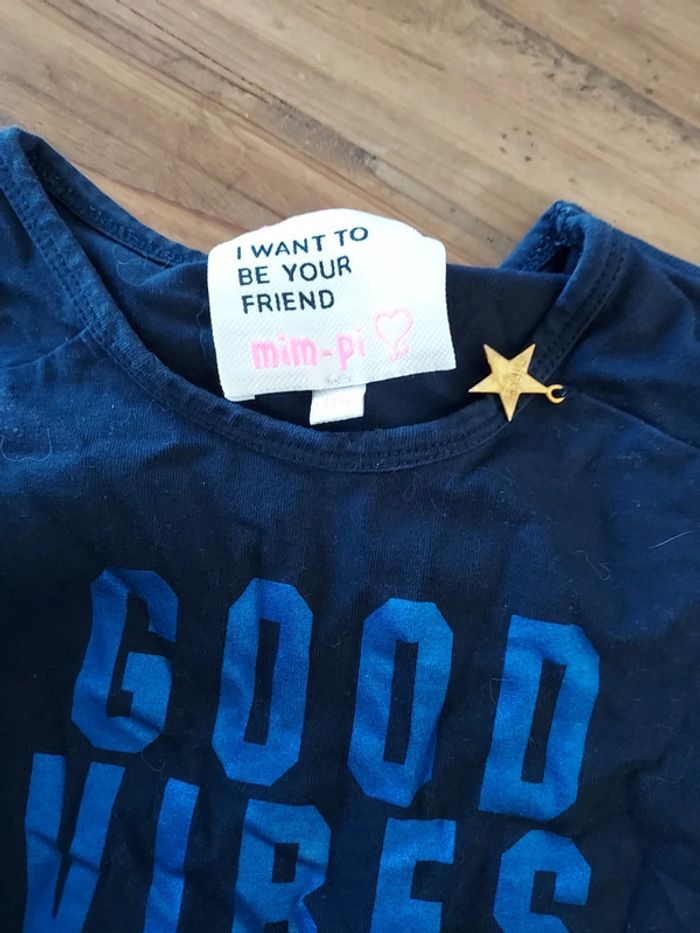 I WANT TO
BE YOUR
FRIEND
mim-pi
GOOD
VIBES